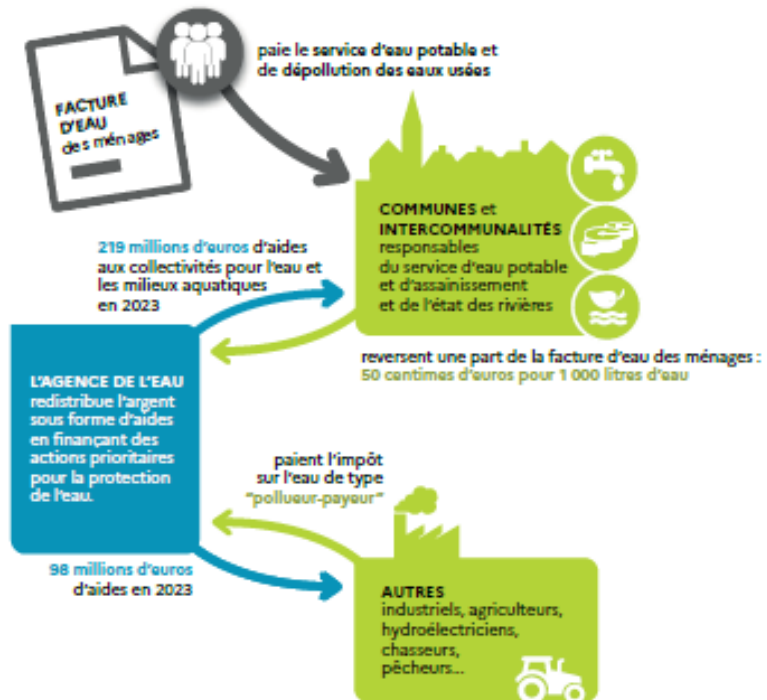 FACTURE
D'EAU
des ménages
paie le service d'eau potable et
de dépollution des eaux usées
COMMUNES et
INTERCOMMUNALITÉS
responsables
du service d'eau potable
et d'assainissement
et de l'état des rivières
219 millions d'euros d'aides
aux collectivités pour l'eau et
les milieux aquatiques
en 2023
reversent une part de la facture d'eau des ménages :
50 centimes d'euros pour 1 000 litres d'eau
L'AGENCE DE L'EAU
redistribue l'argent
sous forme d'aides
en finançant des
actions prioritaires
pour la protection
de l'eau.
paient l'impôt
sur l'eau de type
"pollueur-payeur"
98 millions d'euros
d'aides en 2023
AUTRES
industriels, agriculteurs,
hydroélectriciens,
chasseurs,
pêcheurs...